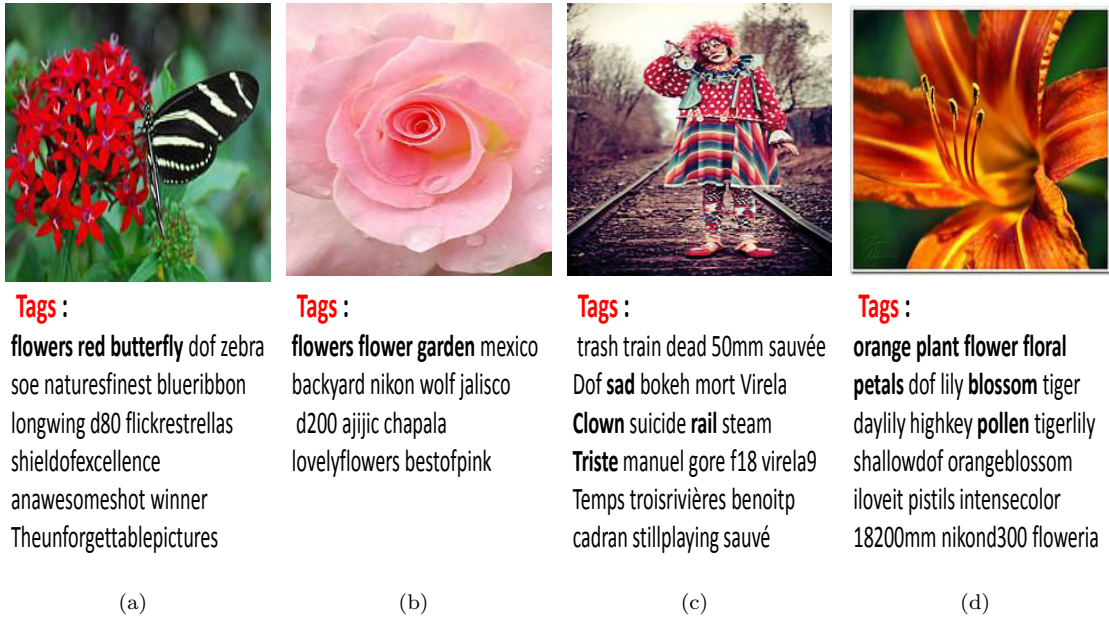 Tags :
flowers red butterfly dof zebra
soe naturesfinest blueribbon
longwing d80 flickrestrellas
shieldofexcellence
anawesomeshot winner
Theunforgettablepictures
(a)
Tags :
flowers flower garden mexico
backyard nikon wolf jalisco
d200 ajijic chapala
lovelyflowers bestofpink
(b)
Tags :
trash train dead 50mm sauvée
Dof sad bokeh mort Virela
Clown suicide rail steam
Triste manuel gore f18 virela9
Temps troisrivières benoitp
cadran stillplaying sauvé
(c)
Tags :
orange plant flower floral
petals dof lily blossom tiger
daylily highkey pollen tigerlily
shallowdof orangeblossom
iloveit pistils intensecolor
18200mm nikond300 floweria
(d)